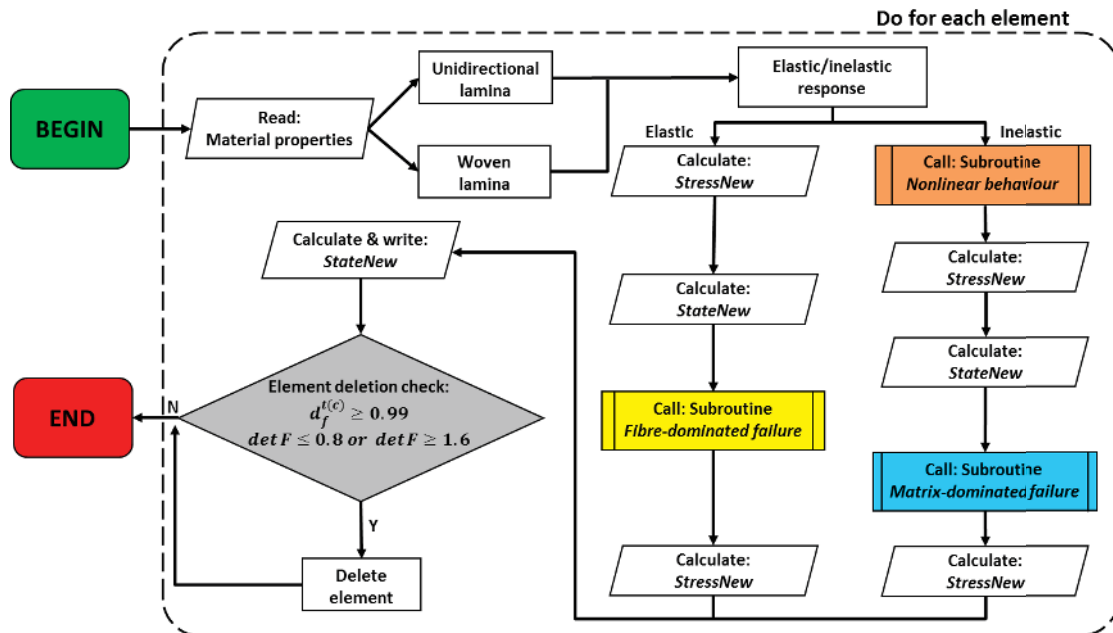 Do for each element
BEGIN
Read:
Material properties
Unidirectional
lamina
Woven
lamina
Elastic/inelastic
response
Elastic
Inelastic
Calculate:
StressNew
Call: Subroutine
Nonlinear behaviour
Calculate & write:
StateNew
Calculate:
StateNew
Calculate:
StressNew
Calculate:
StateNew
Element deletion check:
d_f^{t(c)} ≥ 0.99
det F ≤ 0.8 or det F ≥ 1.6
END
N
Y
Call: Subroutine
Fibre-dominated failure
Call: Subroutine
Matrix-dominated failure
Delete
element
Calculate:
StressNew
Calculate:
StressNew